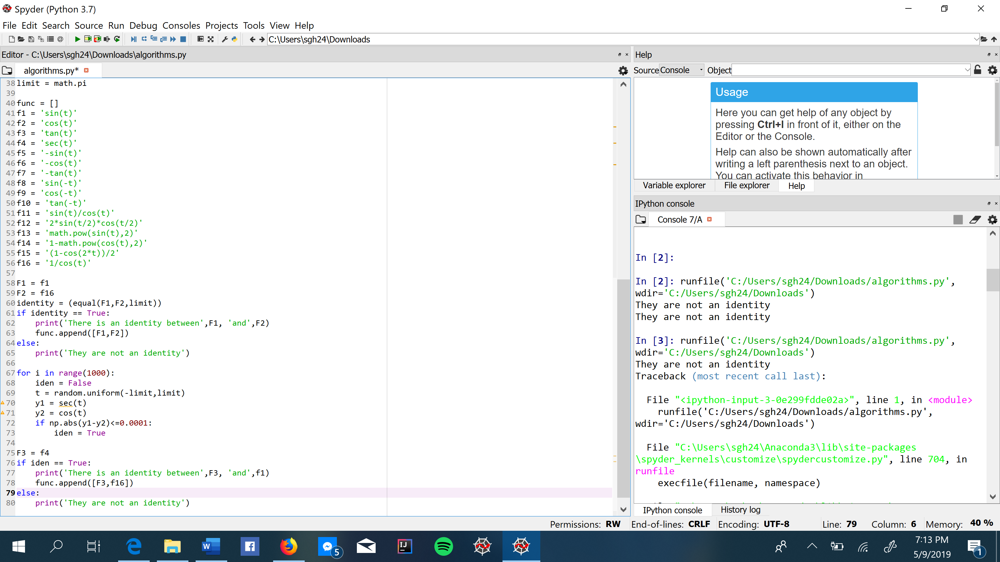 Spyder (Python 3.7)
File Edit Search Source Run Debug Consoles Projects Tools View Help
C:\Users\sgh24\Downloads
Editor - C:\Users\sgh24\Downloads\algorithms.py
algorithms.py*
38 limit = math.pi
39
40 func = []
41 f1 = 'sin(t)'
42 f2 = 'cos(t)'
43 f3 = 'tan(t)'
44 f4 = 'sec(t)'
45 f5 = '-sin(t)'
46 f6 = '-cos(t)'
47 f7 = '-tan(t)'
48 f8 = 'sin(-t)'
49 f9 = 'cos(-t)'
50 f10 = 'tan(-t)'
51 f11 = 'sin(t)/cos(t)'
52 f12 = '2*sin(t/2)*cos(t/2)'
53 f13 = 'math.pow(sin(t),2)'
54 f14 = '1-math.pow(cos(t),2)'
55 f15 = '(1-cos(2*t))/2'
56 f16 = '1/cos(t)'
57
58 F1 = f1
59 F2 = f16
60 identity = (equal(F1,F2,limit))
61 if identity == True:
62     print('There is an identity between',F1, 'and',F2)
63     func.append([F1,F2])
64 else:
65     print('They are not an identity')
66
67 for i in range(1000):
68     iden = False
69     t = random.uniform(-limit,limit)
70     y1 = sec(t)
71     y2 = cos(t)
72     if np.abs(y1-y2)<=0.0001:
73         iden = True
74
75 F3 = f4
76 if iden == True:
77     print('There is an identity between',F3, 'and',f1)
78     func.append([F3,f16])
79 else:
80     print('They are not an identity')
Help
Source Console Object
Usage
Here you can get help of any object by
pressing Ctrl+I in front of it, either on the
Editor or the Console.
Help can also be shown automatically after
writing a left parenthesis next to an object.
You can activate this behavior in
Variable explorer File explorer Help
IPython console
Console 7/A
In [2]:
In [2]: runfile('C:/Users/sgh24/Downloads/algorithms.py',
wdir='C:/Users/sgh24/Downloads')
They are not an identity
They are not an identity
In [3]: runfile('C:/Users/sgh24/Downloads/algorithms.py',
wdir='C:/Users/sgh24/Downloads')
They are not an identity
Traceback (most recent call last):
File "<ipython-input-3-0e299fdde02a>", line 1, in <module>
runfile('C:/Users/sgh24/Downloads/algorithms.py',
wdir='C:/Users/sgh24/Downloads')
File "C:\Users\sgh24\Anaconda3\lib\site-packages
\spyder_kernels\customize\spydercustomize.py", line 704, in
runfile
execfile(filename, namespace)
IPython console History log
Permissions: RW End-of-lines: CRLF Encoding: UTF-8 Line: 79 Column: 6 Memory: 40 %
5
7:13 PM
5/9/2019
1